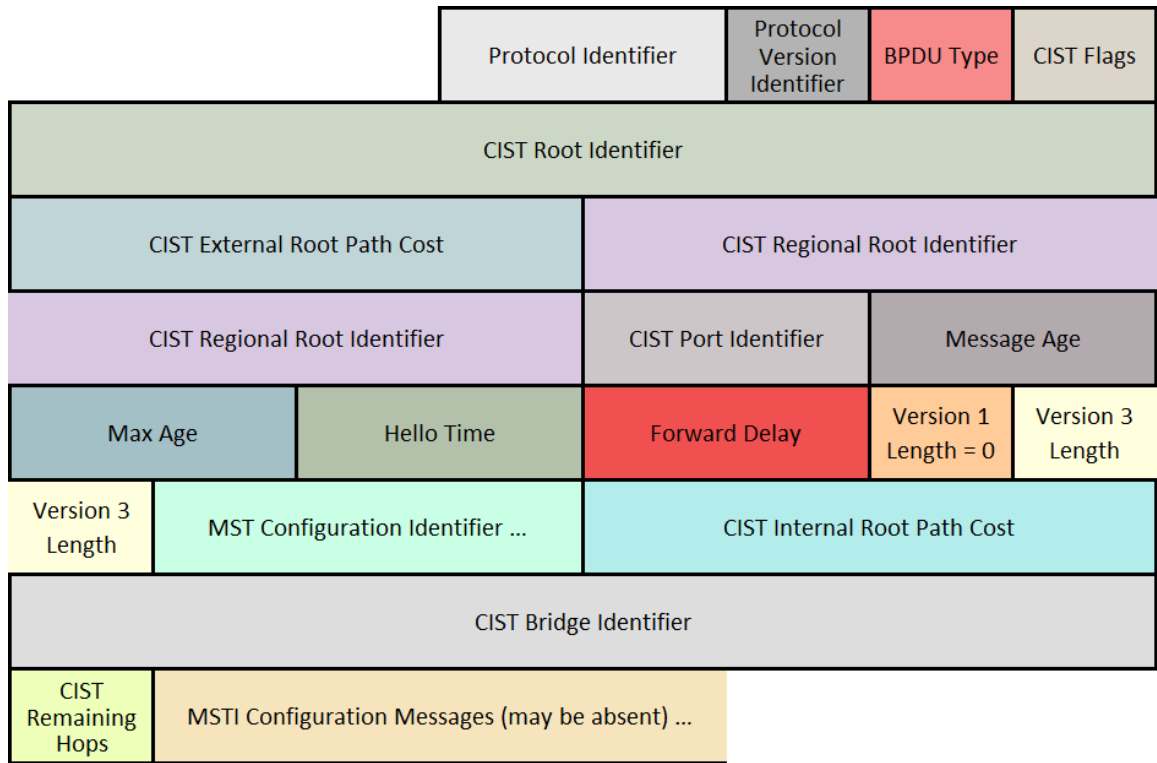 Protocol Identifier
Protocol
Version
Identifier
BPDU Type
CIST Flags
CIST Root Identifier
CIST External Root Path Cost
CIST Regional Root Identifier
CIST Regional Root Identifier
CIST Port Identifier
Message Age
Max Age
Hello Time
Forward Delay
Version 1
Length = 0
Version 3
Length
Version 3
Length
MST Configuration Identifier ...
CIST Internal Root Path Cost
CIST Bridge Identifier
CIST
Remaining
Hops
MSTI Configuration Messages (may be absent) ...